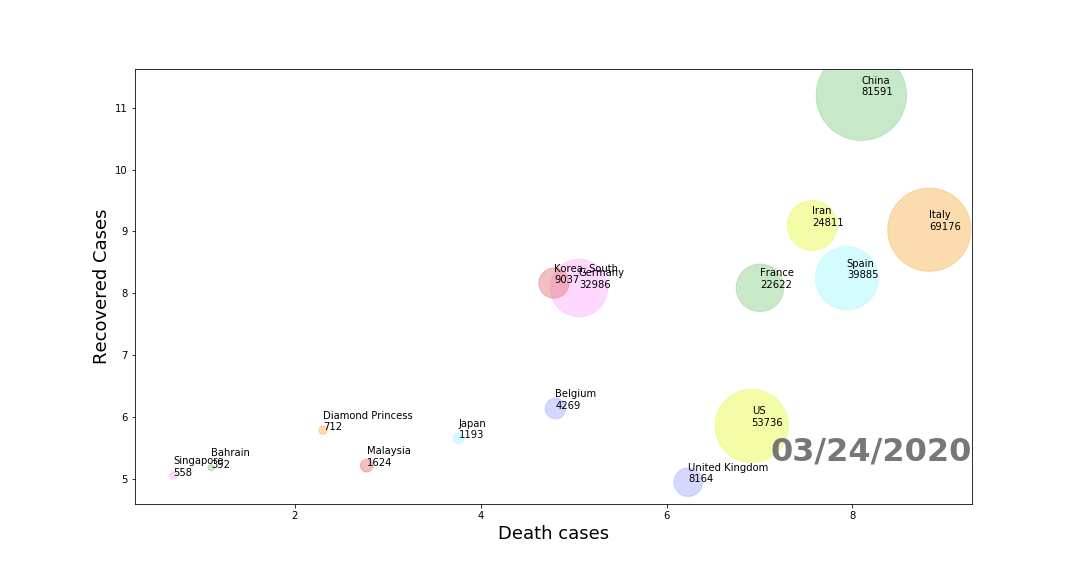 Recovered Cases
11
10
9
8
7
6
5
China
81591
Italy
69176
Iran
24811
Spain
39885
France
22622
Korea, South
9037
Germany
32986
Belgium
4269
US
53736
Diamond Princess
712
Japan
1193
Malaysia
1624
Bahrain
392
Singapore
558
United Kingdom
8164
03/24/2020
2
4
6
8
Death cases